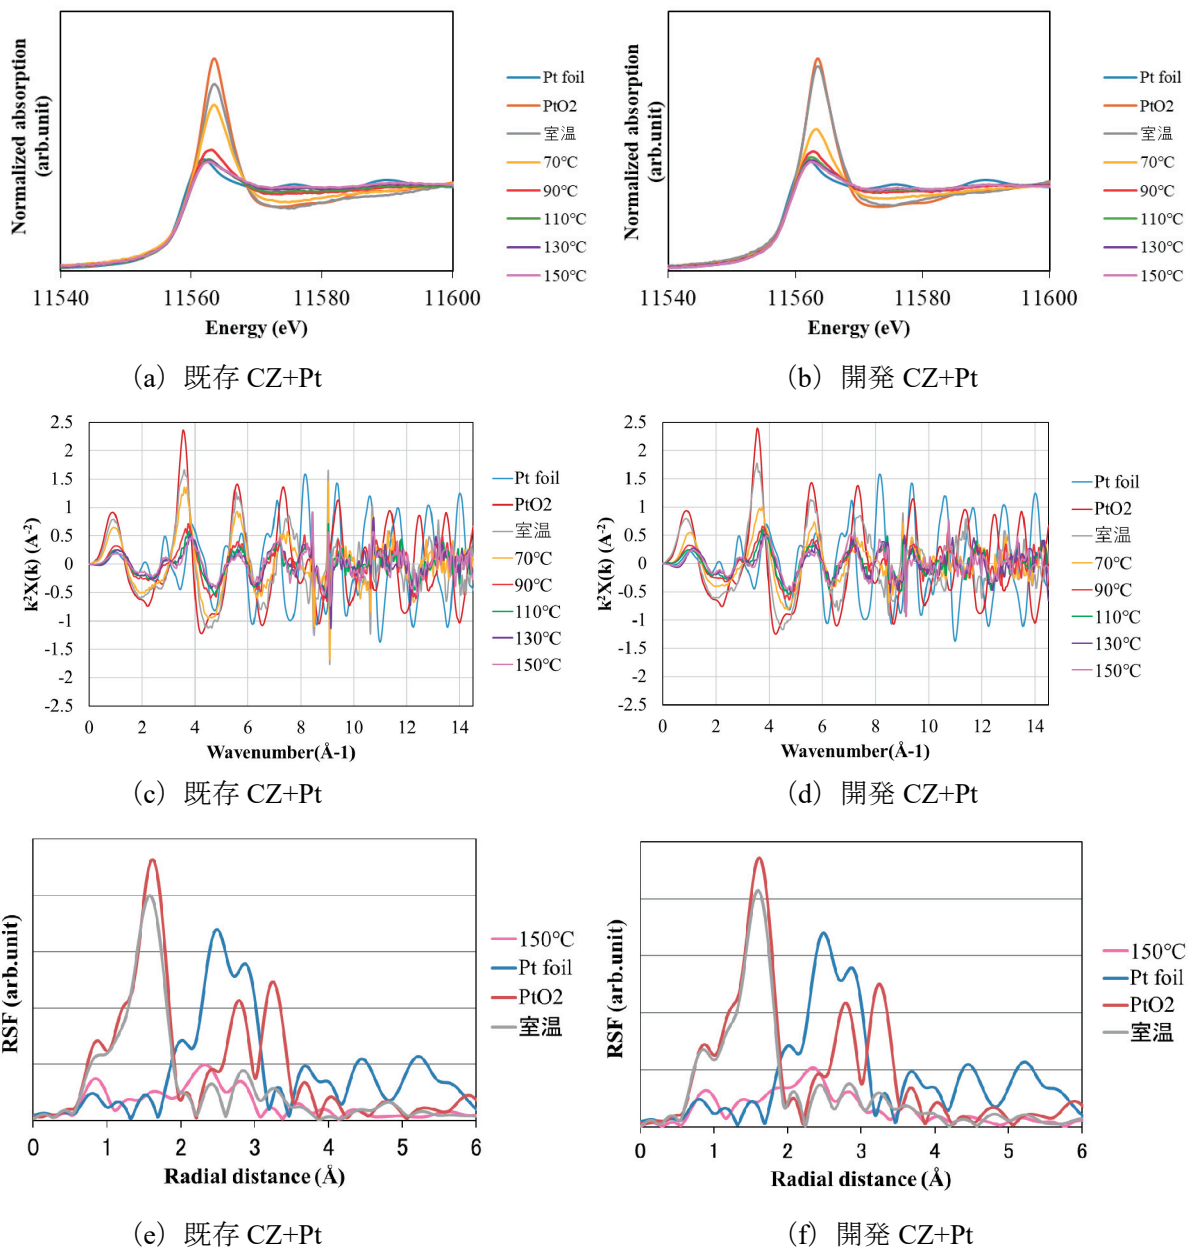 Normalized absorption
(arb.unit)
Pt foil
PtO2
室温
70℃
90℃
110℃
130℃
150℃
11540
11560
11580
11600
Energy (eV)
(a) 既存 CZ+Pt
Normalized absorption
(arb.unit)
Pt foil
PtO2
室温
70℃
90℃
110℃
130℃
150℃
11540
11560
11580
11600
Energy (eV)
(b) 開発 CZ+Pt
k²X(k) (A⁻²)
2.5
2
1.5
1
0.5
0
-0.5
-1
-1.5
-2
-2.5
0 2 4 6 8 10 12 14
Wavenumber(Å-1)
Pt foil
PtO2
室温
70℃
90℃
110℃
130℃
150℃
(c) 既存 CZ+Pt
k²X(k) (A⁻²)
2.5
2
1.5
1
0.5
0
-0.5
-1
-1.5
-2
-2.5
0 2 4 6 8 10 12 14
Wavenumber(Å-1)
Pt foil
PtO2
室温
70℃
90℃
110℃
130℃
150℃
(d) 開発 CZ+Pt
RSF (arb.unit)
150℃
Pt foil
PtO2
室温
0 1 2 3 4 5 6
Radial distance (Å)
(e) 既存 CZ+Pt
RSF (arb.unit)
150℃
Pt foil
PtO2
室温
0 1 2 3 4 5 6
Radial distance (Å)
(f) 開発 CZ+Pt